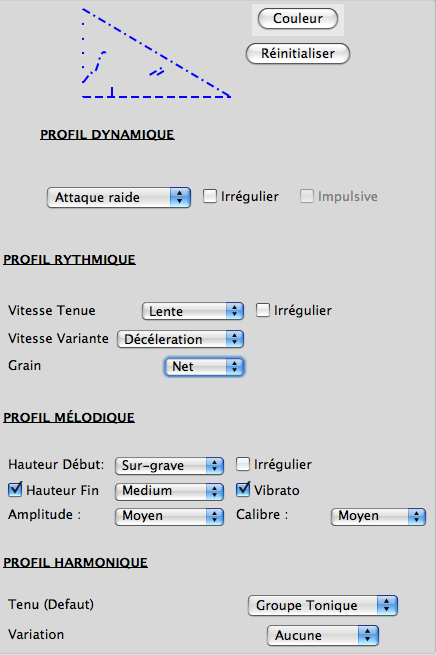 Couleur
Réinitialiser
PROFIL DYNAMIQUE
Attaque raide Irrégulier Impulsive
PROFIL RYTHMIQUE
Vitesse Tenue Lente Irrégulier
Vitesse Variante Décéleration
Grain Net
PROFIL MÉLODIQUE
Hauteur Début: Sur-grave Irrégulier
Hauteur Fin Medium Vibrato
Amplitude : Moyen Calibre : Moyen
PROFIL HARMONIQUE
Tenu (Defaut) Groupe Tonique
Variation Aucune